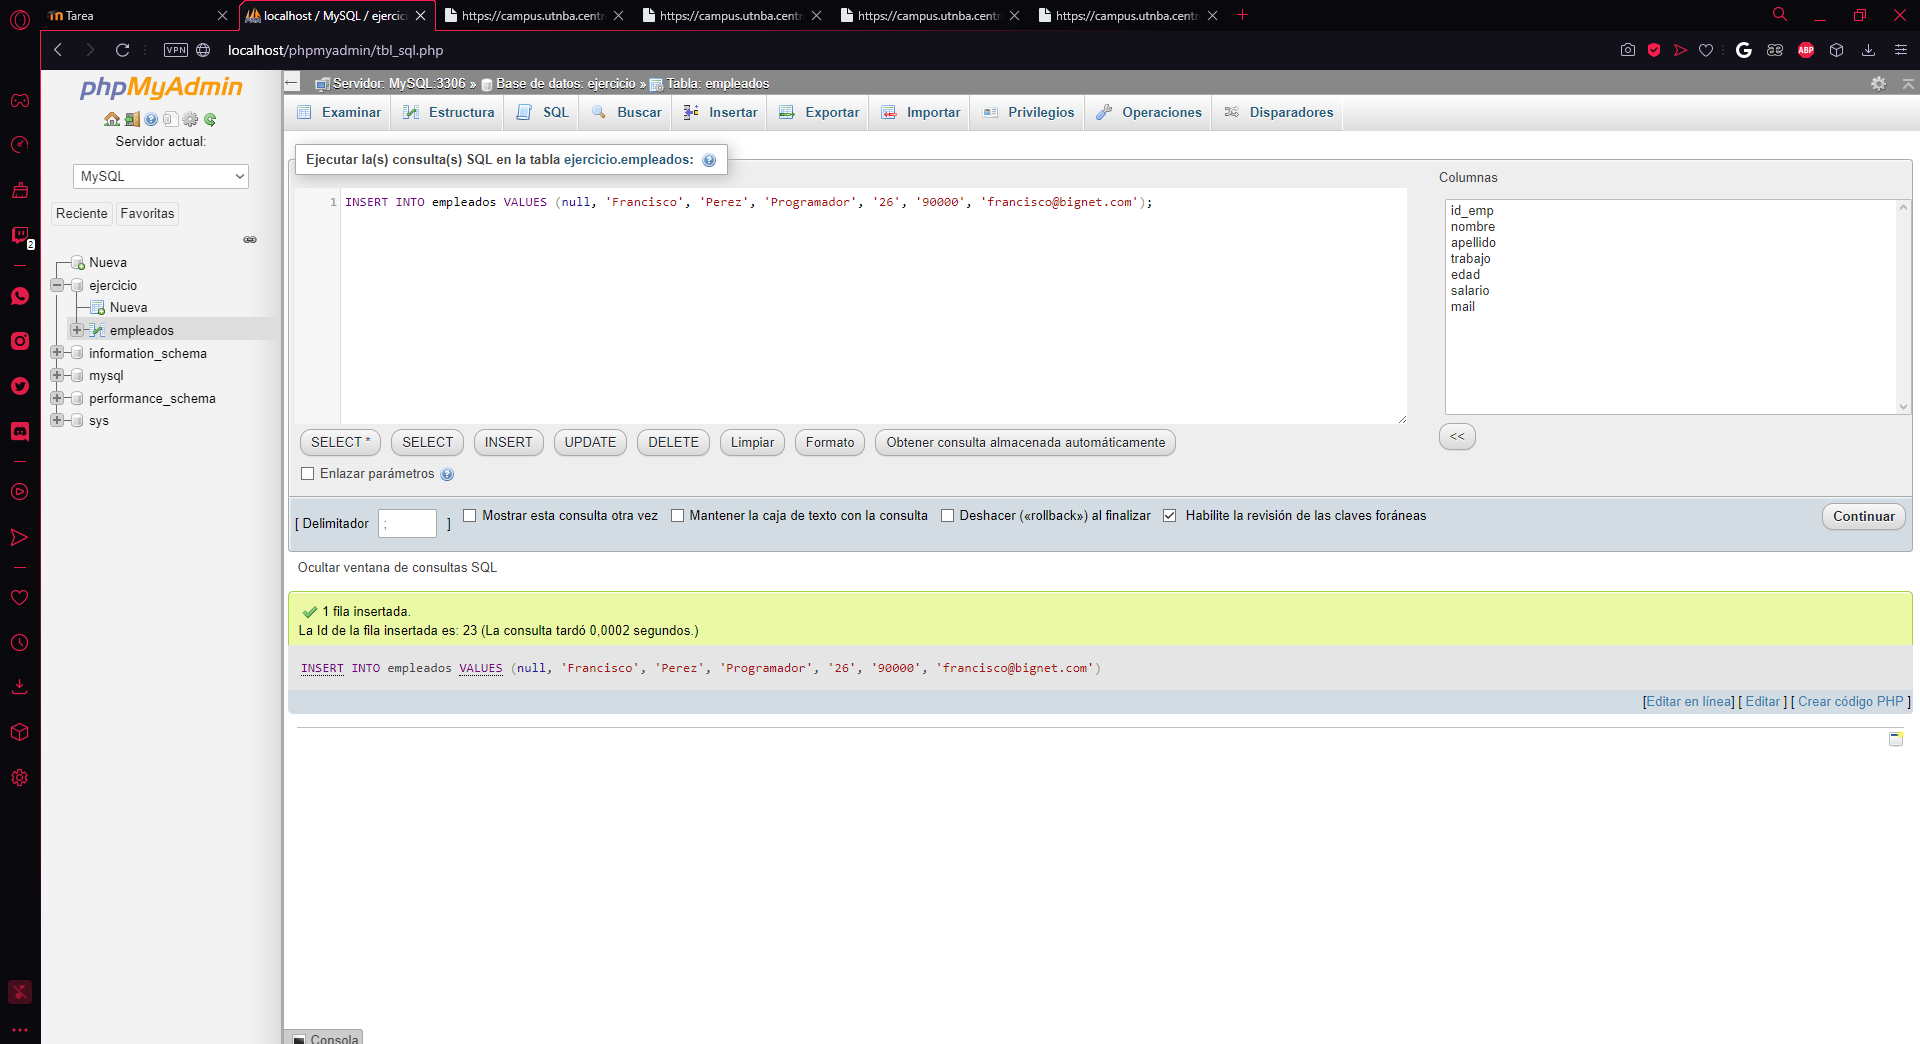 Tarea
localhost / MySQL / ejercici
https://campus.utnba.centr
https://campus.utnba.centr
https://campus.utnba.centr
https://campus.utnba.centr
VPN
localhost/phpmyadmin/tbl_sql.php
ABP
2
phpMyAdmin
Servidor actual:
MySQL
Reciente
Favoritas
Nueva
ejercicio
Nueva
empleados
information_schema
mysql
performance_schema
sys
Servidor: MySQL:3306 » Base de datos: ejercicio » Tabla: empleados
Examinar
Estructura
SQL
Buscar
Insertar
Exportar
Importar
Privilegios
Operaciones
Disparadores
Ejecutar la(s) consulta(s) SQL en la tabla ejercicio.empleados:
1 INSERT INTO empleados VALUES (null, 'Francisco', 'Perez', 'Programador', '26', '90000', 'francisco@bignet.com');
Columnas
id_emp
nombre
apellido
trabajo
edad
salario
mail
SELECT *
SELECT
INSERT
UPDATE
DELETE
Limpiar
Formato
Obtener consulta almacenada automáticamente
<<
Enlazar parámetros
[ Delimitador ; ]
Mostrar esta consulta otra vez
Mantener la caja de texto con la consulta
Deshacer («rollback») al finalizar
Habilite la revisión de las claves foráneas
Continuar
Ocultar ventana de consultas SQL
1 fila insertada.
La Id de la fila insertada es: 23 (La consulta tardó 0,0002 segundos.)
INSERT INTO empleados VALUES (null, 'Francisco', 'Perez', 'Programador', '26', '90000', 'francisco@bignet.com')
[Editar en línea] [ Editar ] [ Crear código PHP ]
Consola